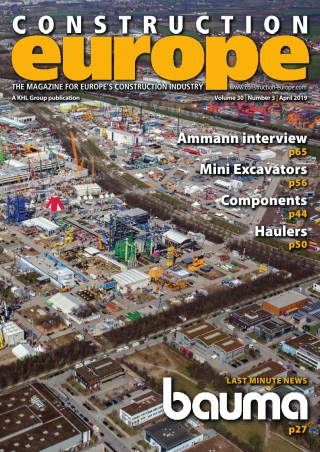 CONSTRUCTION
europe
THE MAGAZINE FOR EUROPE'S CONSTRUCTION INDUSTRY www.construction-europe.com
A KHL Group publication Volume 30 | Number 3 | April 2019
Ammann interview
p65
Mini Excavators
p56
Components
p44
Haulers
p50
LAST MINUTE NEWS
bauma
p27